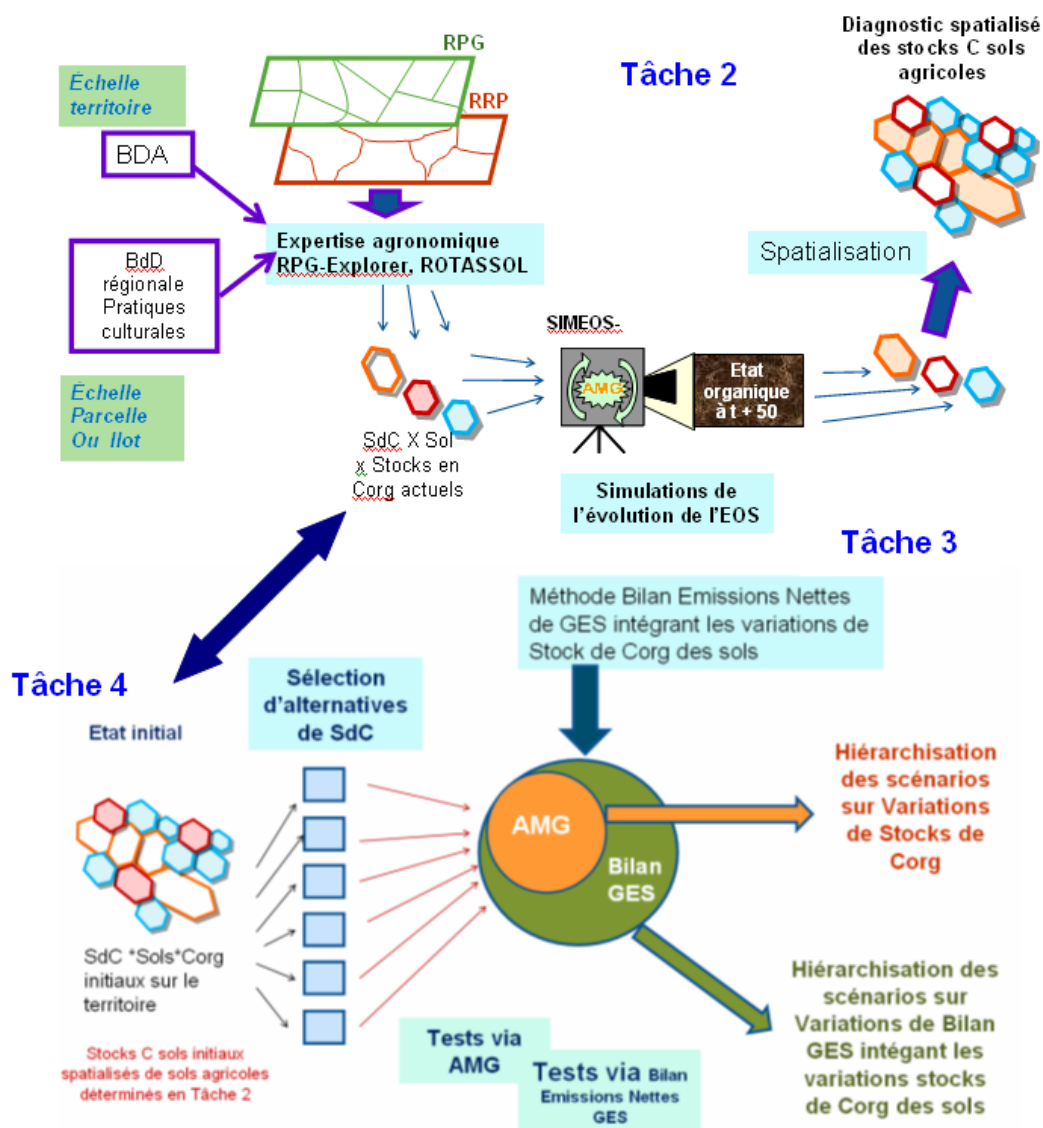 RPG
RRP
Échelle
territoire
BDA
BdD
régionale
Pratiques
culturales
Échelle
Parcelle
Ou Ilot
Expertise agronomique
RPG-Explorer, ROTASSOL
Tâche 2
Diagnostic spatialisé
des stocks C sols
agricoles
Spatialisation
SIMEOS-
AMG
Etat
organique
à t + 50
SdC X Sol
x Stocks en
Corg actuels
Simulations de
l'évolution de l'EOS
Tâche 3
Méthode Bilan Emissions Nettes
de GES intégrant les variations de
Stock de Corg des sols
Tâche 4
Etat initial
Sélection
d'alternatives
de SdC
AMG
Bilan
GES
Hiérarchisation
des scénarios
sur Variations
de Stocks de
Corg
SdC *Sols*Corg
initiaux sur le
territoire
Stocks C sols initiaux
spatialisés de sols agricoles
déterminés en Tâche 2
Tests via
AMG
Tests via Bilan
Emissions Nettes
GES
Hiérarchisation des
scénarios sur
Variations de Bilan
GES intégant les
variations stocks
de Corg des sols